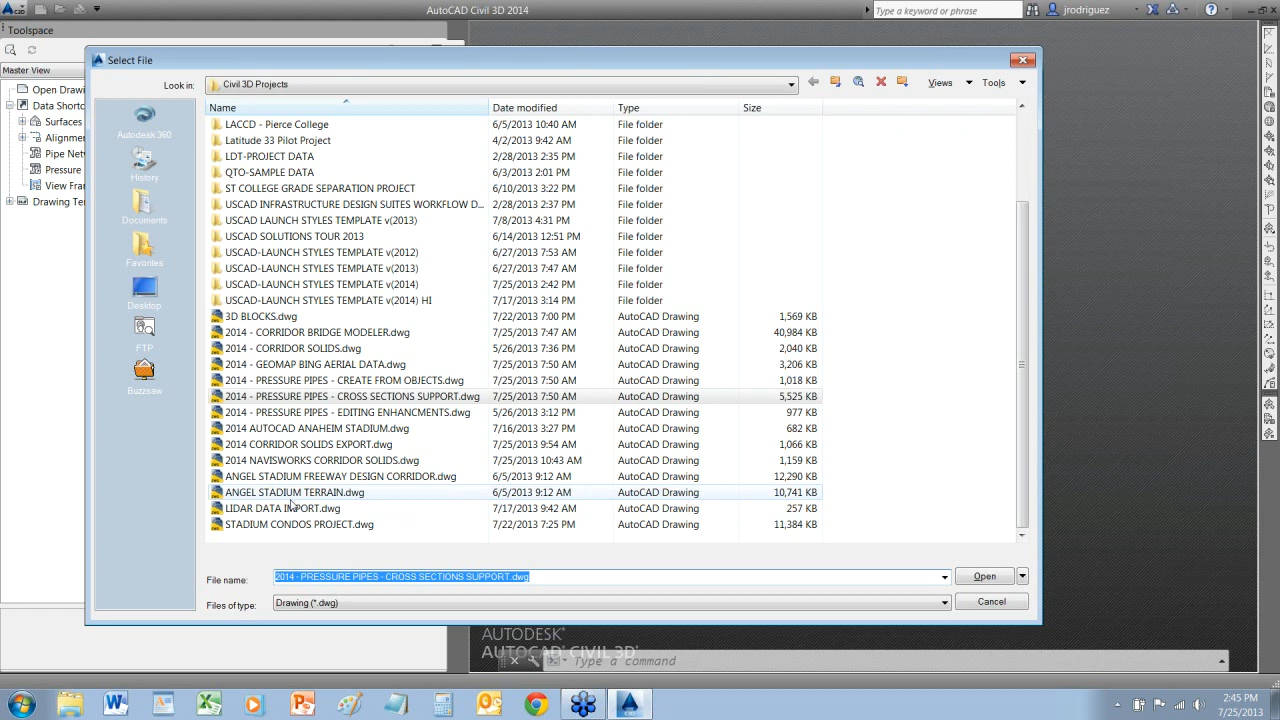 AutoCAD Civil 3D 2014
Type a keyword or phrase
jrodriguez
Toolspace
Master View
Open Drawi
Data Shortc
Surfaces
Alignme
Pipe Net
Pressure
View Fran
Drawing Te
Select File
Look in:
Civil 3D Projects
Views
Tools
Autodesk 360
History
Documents
Favorites
Desktop
FTP
Buzzsaw
Name Date modified Type Size
LACCD - Pierce College 6/5/2013 10:40 AM File folder
Latitude 33 Pilot Project 4/2/2013 9:42 AM File folder
LDT-PROJECT DATA 2/28/2013 2:35 PM File folder
QTO-SAMPLE DATA 6/3/2013 2:01 PM File folder
ST COLLEGE GRADE SEPARATION PROJECT 6/10/2013 3:22 PM File folder
USCAD INFRASTRUCTURE DESIGN SUITES WORKFLOW D... 2/28/2013 2:37 PM File folder
USCAD LAUNCH STYLES TEMPLATE v(2013) 7/8/2013 4:31 PM File folder
USCAD SOLUTIONS TOUR 2013 6/14/2013 12:51 PM File folder
USCAD-LAUNCH STYLES TEMPLATE v(2012) 6/27/2013 7:53 AM File folder
USCAD-LAUNCH STYLES TEMPLATE v(2013) 6/27/2013 7:47 AM File folder
USCAD-LAUNCH STYLES TEMPLATE v(2014) 7/25/2013 2:42 PM File folder
USCAD-LAUNCH STYLES TEMPLATE v(2014) HI 7/17/2013 3:14 PM File folder
3D BLOCKS.dwg 7/22/2013 7:00 PM AutoCAD Drawing 1,569 KB
2014 - CORRIDOR BRIDGE MODELER.dwg 7/25/2013 7:47 AM AutoCAD Drawing 40,984 KB
2014 - CORRIDOR SOLIDS.dwg 5/26/2013 7:36 PM AutoCAD Drawing 2,040 KB
2014 - GEOMAP BING AERIAL DATA.dwg 7/25/2013 7:50 AM AutoCAD Drawing 3,206 KB
2014 - PRESSURE PIPES - CREATE FROM OBJECTS.dwg 7/25/2013 7:50 AM AutoCAD Drawing 1,018 KB
2014 - PRESSURE PIPES - CROSS SECTIONS SUPPORT.dwg 7/25/2013 7:50 AM AutoCAD Drawing 5,525 KB
2014 - PRESSURE PIPES - EDITING ENHANCMENTS.dwg 5/26/2013 3:12 PM AutoCAD Drawing 977 KB
2014 AUTOCAD ANAHEIM STADIUM.dwg 7/16/2013 3:27 PM AutoCAD Drawing 682 KB
2014 CORRIDOR SOLIDS EXPORT.dwg 7/25/2013 9:54 AM AutoCAD Drawing 1,066 KB
2014 NAVISWORKS CORRIDOR SOLIDS.dwg 7/25/2013 10:43 AM AutoCAD Drawing 1,159 KB
ANGEL STADIUM FREEWAY DESIGN CORRIDOR.dwg 6/5/2013 9:12 AM AutoCAD Drawing 12,290 KB
ANGEL STADIUM TERRAIN.dwg 6/5/2013 9:12 AM AutoCAD Drawing 10,741 KB
LIDAR DATA IMPORT.dwg 7/17/2013 9:42 AM AutoCAD Drawing 257 KB
STADIUM CONDOS PROJECT.dwg 7/22/2013 7:25 PM AutoCAD Drawing 11,384 KB
File name: 2014 - PRESSURE PIPES - CROSS SECTIONS SUPPORT.dwg Open
Files of type: Drawing (*.dwg) Cancel
AUTODESK®
AUTOCAD® CIVIL 3D®
Type a command
2:45 PM
7/25/2013